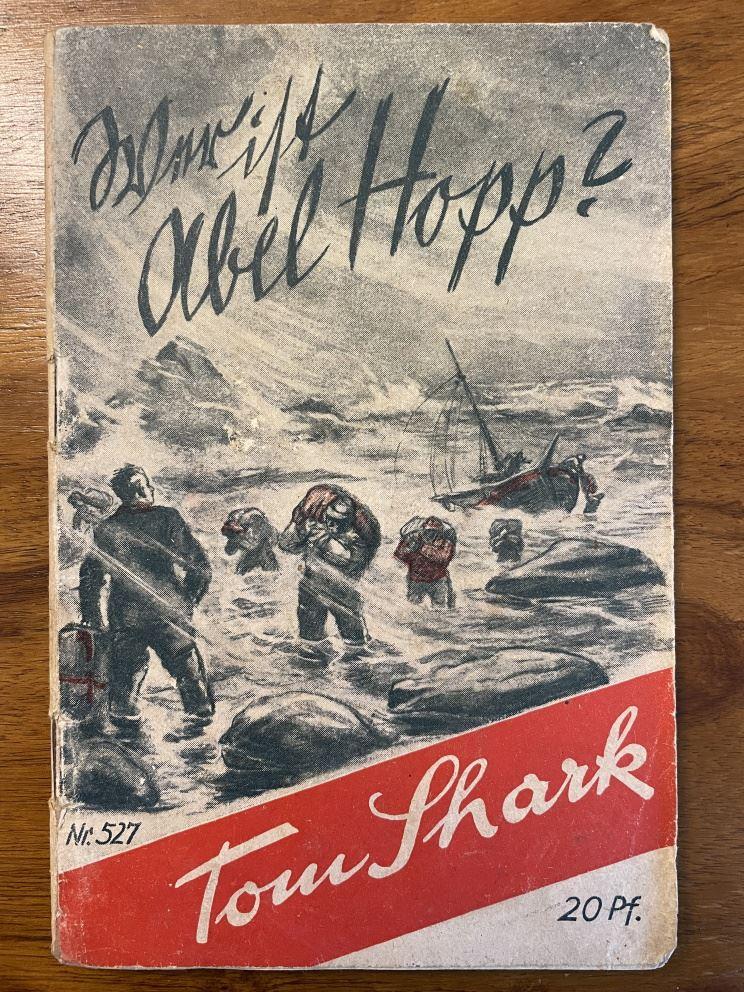 Wer ist
Abel Hopp?
Nr. 527
Tom Shark
20 Pf.